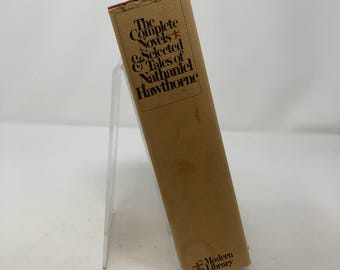 The
Complete
Novels
& Selected
Tales of
Nathaniel
Hawthorne
Modern
Library